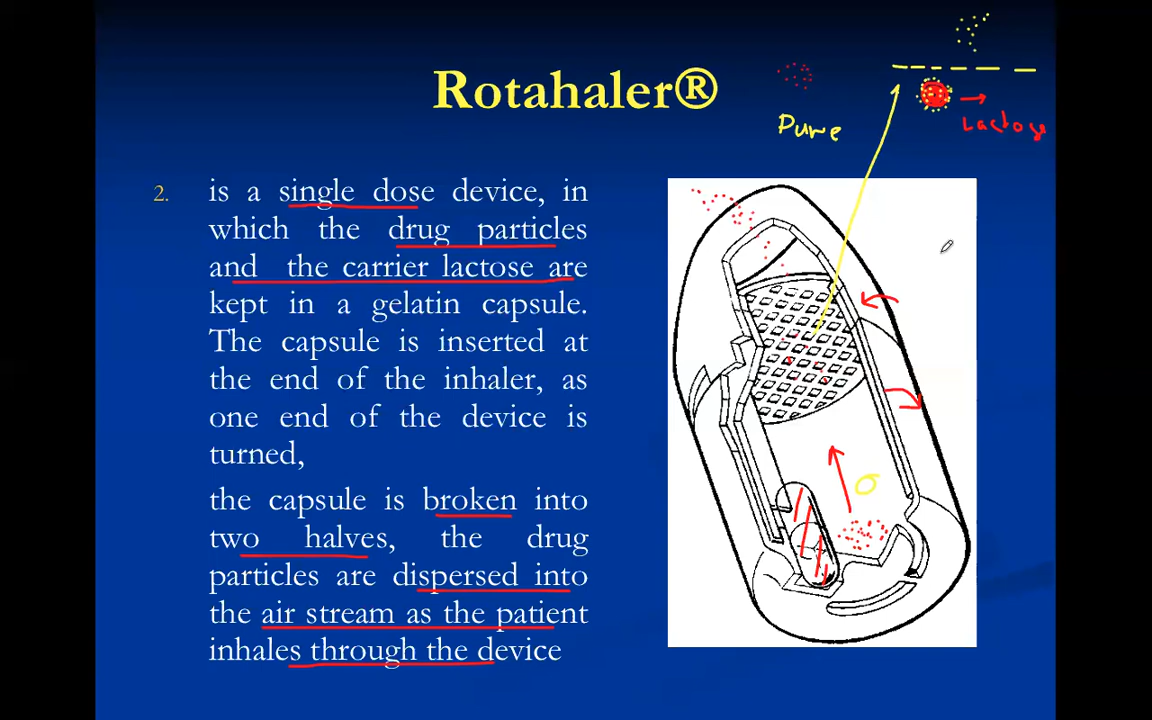 Rotahaler®
Pure
Lactose
2. is a single dose device, in
which the drug particles
and the carrier lactose are
kept in a gelatin capsule.
The capsule is inserted at
the end of the inhaler, as
one end of the device is
turned,
the capsule is broken into
two halves, the drug
particles are dispersed into
the air stream as the patient
inhales through the device